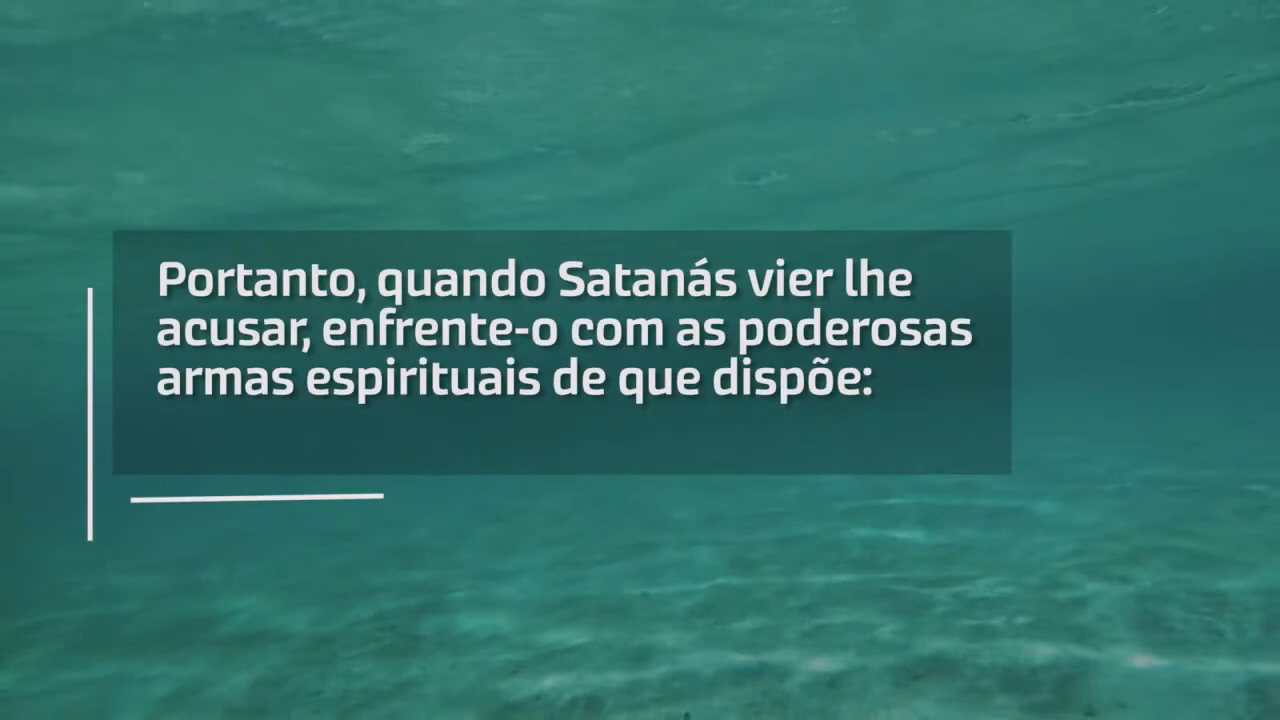 Portanto, quando Satanás vier lhe
acusar, enfrente-o com as poderosas
armas espirituais de que dispõe: